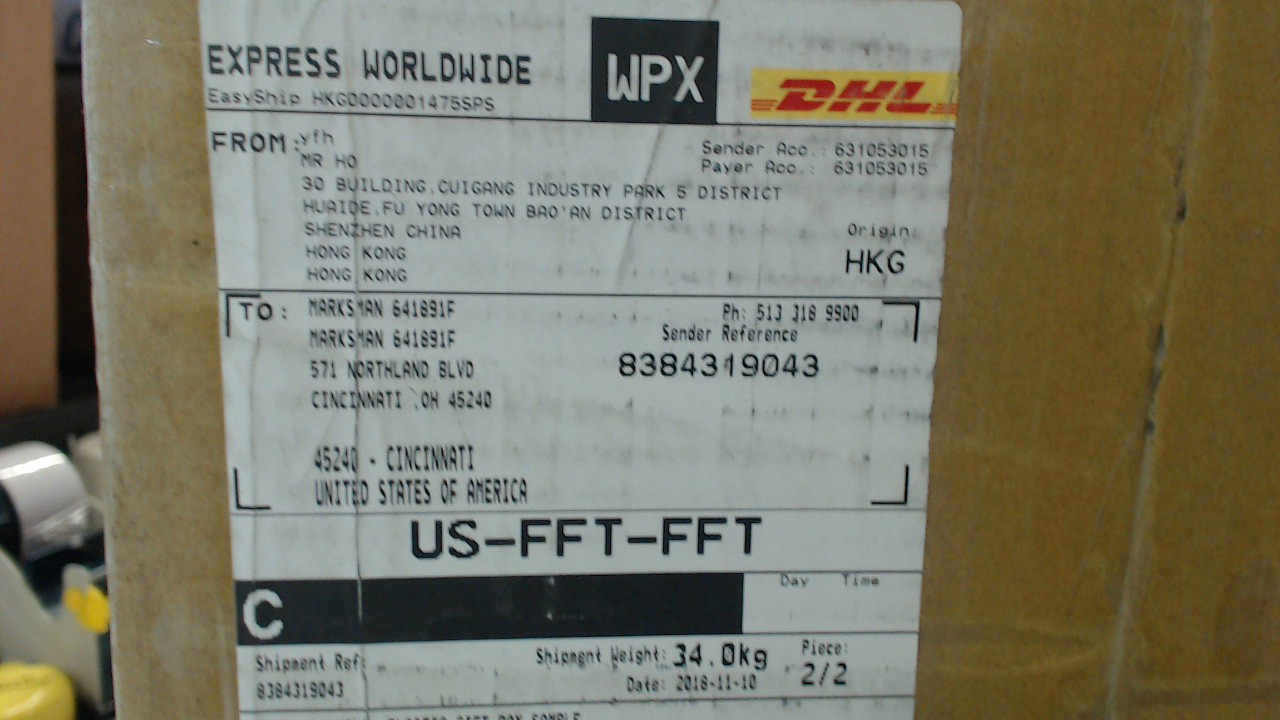 EXPRESS WORLDWIDE
WPX
DHL
EasyShip HKG0000001475SPS
FROM: yfh
MR HO
Sender Acc.: 631053015
Payer Acc.: 631053015
30 BUILDING,CUIGANG INDUSTRY PARK 5 DISTRICT
HUAIDE,FU YONG TOWN BAO'AN DISTRICT
SHENZHEN CHINA
HONG KONG
HONG KONG
Origin:
HKG
TO: MARKSMAN 641891F
MARKSMAN 641891F
571 NORTHLAND BLVD
CINCINNATI ,OH 45240
Ph: 513 318 9900
Sender Reference
8384319043
45240 - CINCINNATI
UNITED STATES OF AMERICA
US-FFT-FFT
C
Day Time
Shipment Ref:
8384319043
Shipment Weight: 34.0kg
Date: 2016-11-10
Piece:
2/2